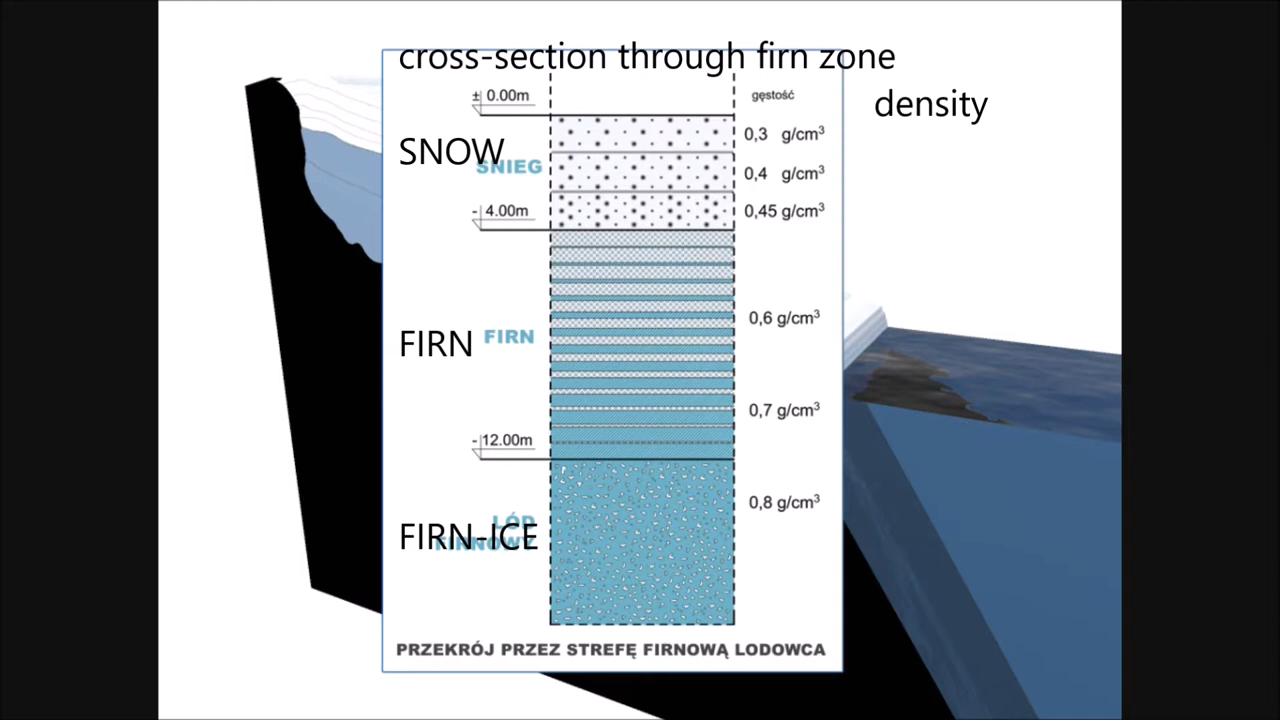 cross-section through firn zone
± 0.00m
gęstość
density
0,3 g/cm³
SNOW
ŚNIEG
0,4 g/cm³
- 4.00m
0,45 g/cm³
0,6 g/cm³
FIRN
FIRN
0,7 g/cm³
- 12.00m
0,8 g/cm³
LÓD
FIRN-ICE
FIRNOWY
PRZEKRÓJ PRZEZ STREFĘ FIRNOWĄ LODOWCA